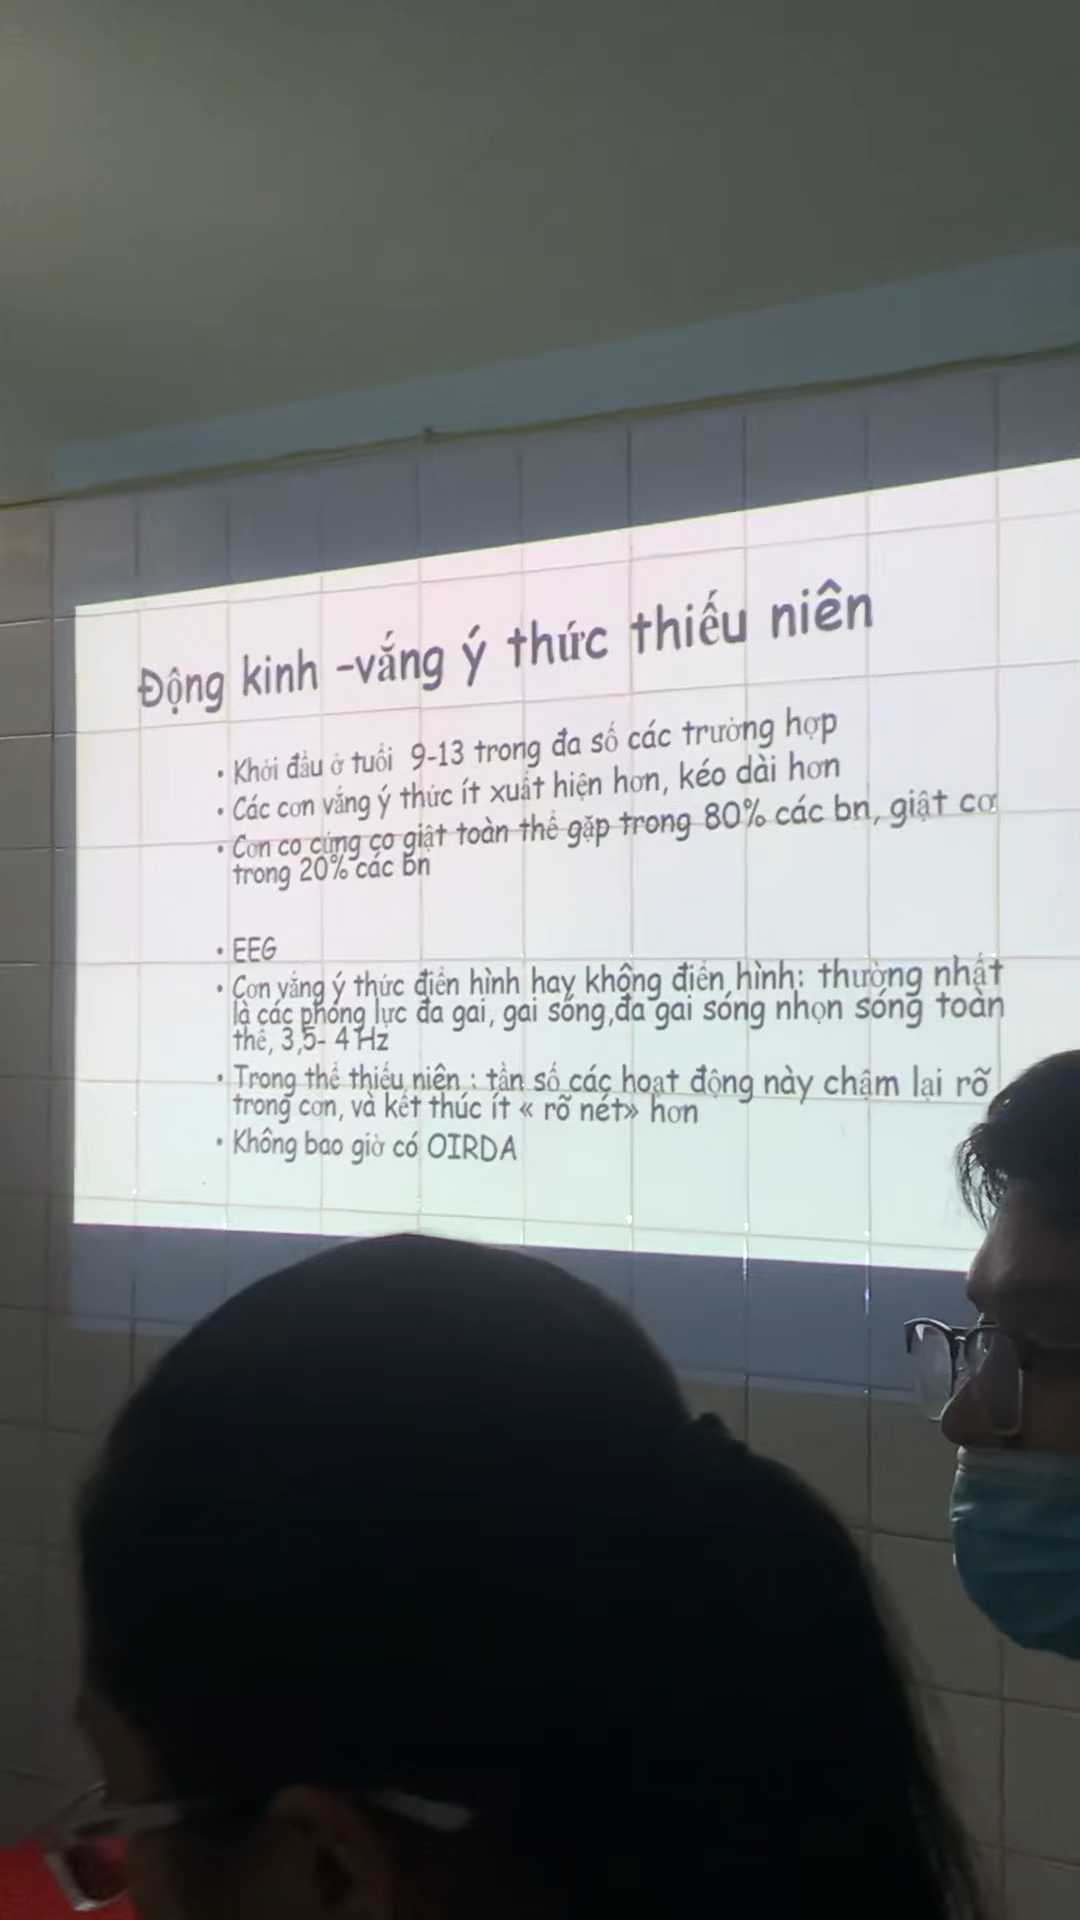 Động kinh -vắng ý thức thiếu niên
• Khởi đầu ở tuổi 9-13 trong đa số các trường hợp
• Các cơn vắng ý thức ít xuất hiện hơn, kéo dài hơn
• Cơn co cứng co giật toàn thể gặp trong 80% các bn, giật cơ
trong 20% các bn
• EEG
• Cơn vắng ý thức điển hình hay không điển hình: thường nhất
là các phóng lực đa gai, gai sóng,đa gai sóng nhọn sóng toàn
thể, 3,5- 4 Hz
• Trong thể thiếu niên : tần số các hoạt động này chậm lại rõ
trong cơn, và kết thúc ít « rõ nét» hơn
• Không bao giờ có OIRDA